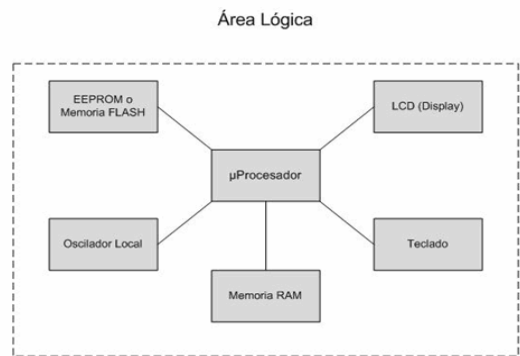 Área Lógica
EEPROM o
Memoria FLASH
LCD (Display)
µProcesador
Oscilador Local
Teclado
Memoria RAM